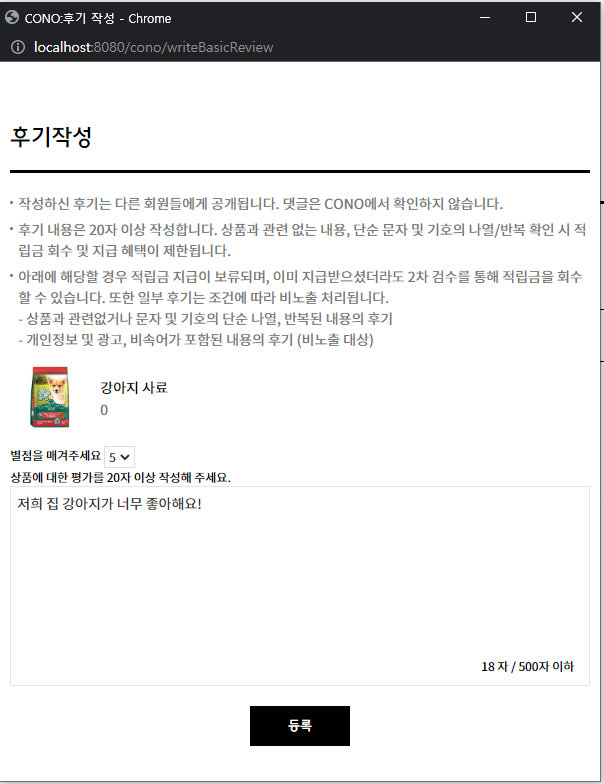 CONO:후기 작성 - Chrome
localhost:8080/cono/writeBasicReview
후기작성
• 작성하신 후기는 다른 회원들에게 공개됩니다. 댓글은 CONO에서 확인하지 않습니다.
• 후기 내용은 20자 이상 작성합니다. 상품과 관련 없는 내용, 단순 문자 및 기호의 나열/반복 확인 시 적
립금 회수 및 지급 혜택이 제한됩니다.
• 아래에 해당할 경우 적립금 지급이 보류되며, 이미 지급받으셨더라도 2차 검수를 통해 적립금을 회수
할 수 있습니다. 또한 일부 후기는 조건에 따라 비노출 처리됩니다.
- 상품과 관련없거나 문자 및 기호의 단순 나열, 반복된 내용의 후기
- 개인정보 및 광고, 비속어가 포함된 내용의 후기 (비노출 대상)
강아지 사료
0
별점을 매겨주세요 5
상품에 대한 평가를 20자 이상 작성해 주세요.
저희 집 강아지가 너무 좋아해요!
18 자 / 500자 이하
등록